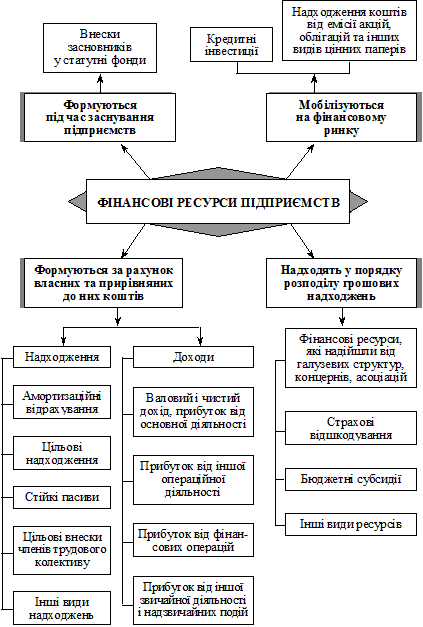 Внески
засновників
у статутні фонди
Кредитні
інвестиції
Надходження коштів
від емісії акцій,
облігацій та інших
видів цінних паперів
Формуються
під час заснування
підприємств
Мобілізуються
на фінансовому
ринку
ФІНАНСОВІ РЕСУРСИ ПІДПРИЄМСТВ
Формуються за рахунок
власних та прирівняних
до них коштів
Надходять у порядку
розподілу грошових
надходжень
Надходження
Амортизаційні
відрахування
Цільові
надходження
Стійкі пасиви
Цільові внески
членів трудового
колективу
Інші види
надходжень
Доходи
Валовий і чистий
дохід, прибуток від
основної діяльності
Прибуток від іншої
операційної
діяльності
Прибуток від фінан-
сових операцій
Прибуток від іншої
звичайної діяльності
і надзвичайних подій
Фінансові ресурси,
які надійшли від
галузевих структур,
концернів, асоціацій
Страхові
відшкодування
Бюджетні субсидії
Інші види ресурсів